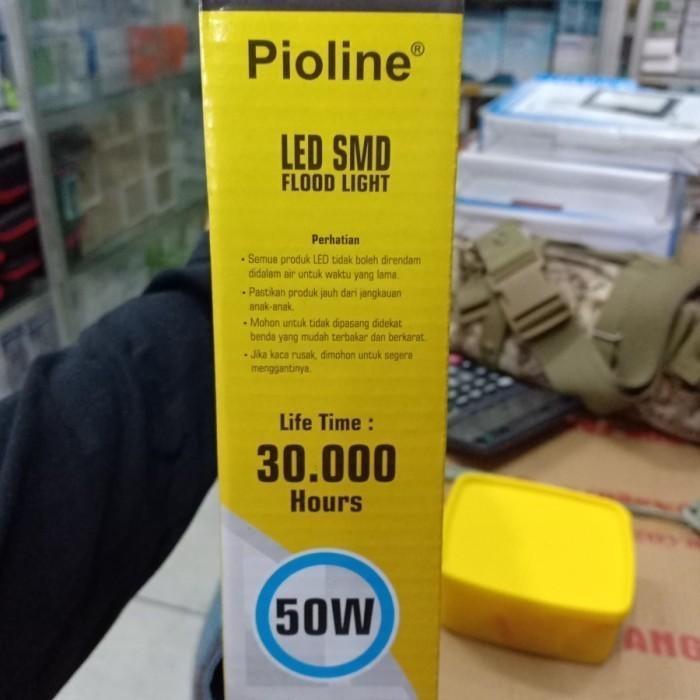 Pioline®
LED SMD
FLOOD LIGHT
Perhatian
• Semua produk LED tidak boleh direndam
didalam air untuk waktu yang lama.
• Pastikan produk jauh dari jangkauan
anak-anak.
• Mohon untuk tidak dipasang didekat
benda yang mudah terbakar dan berkarat.
• Jika kaca rusak, dimohon untuk segera
menggantinya.
Life Time :
30.000
Hours
50W
ANG